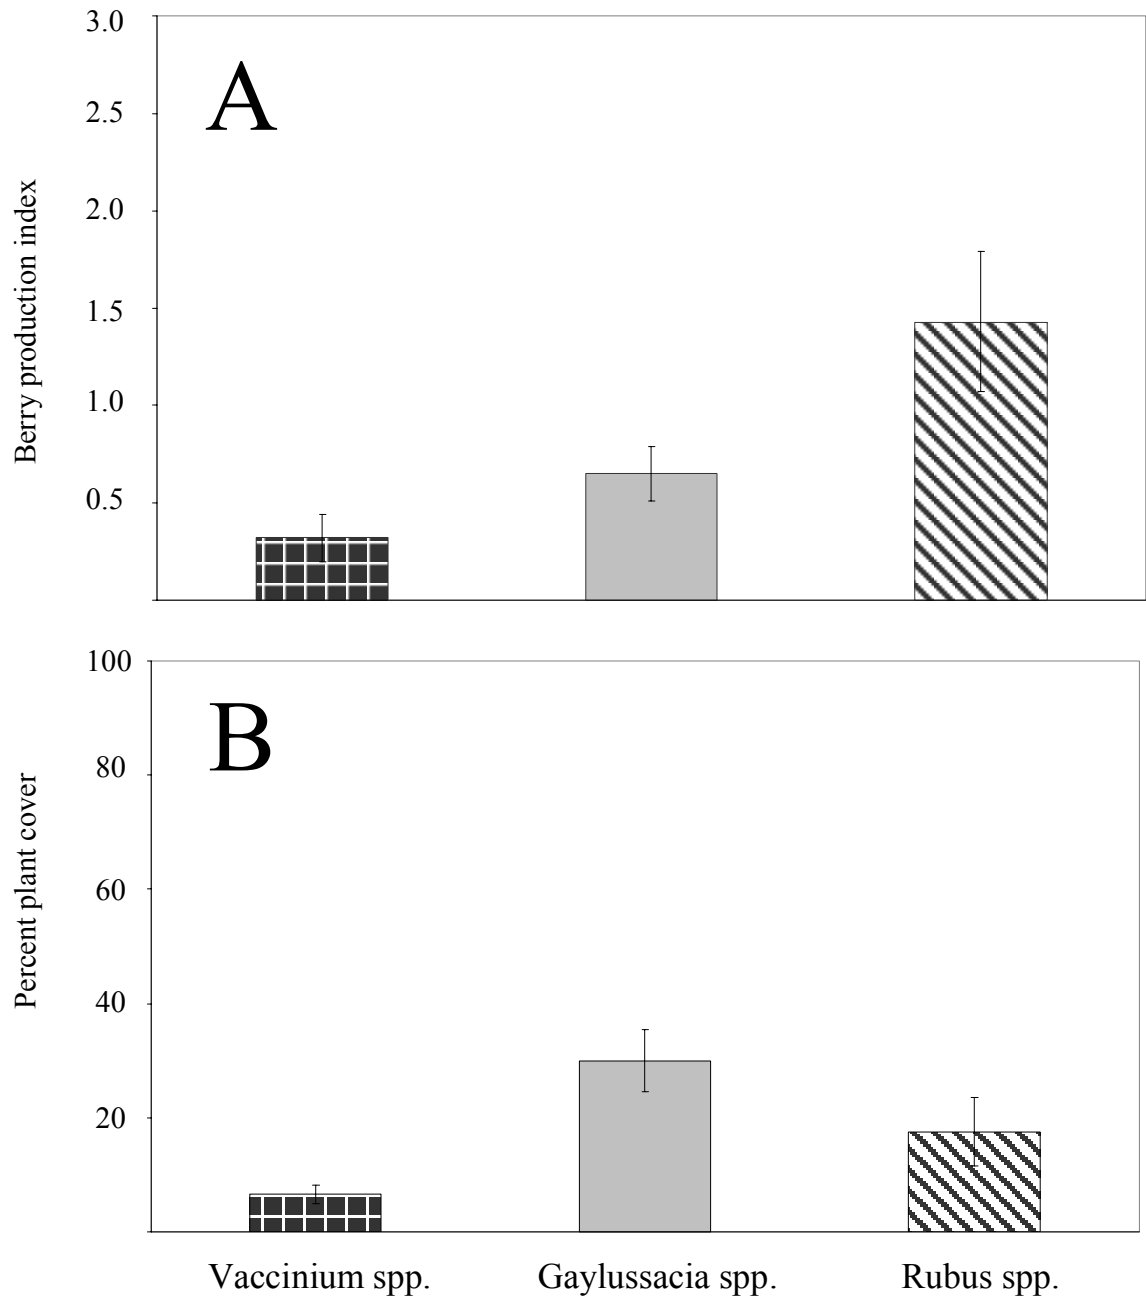 3.0
A
2.5
2.0
1.5
1.0
0.5
Berry production index
100
B
80
60
40
20
Percent plant cover
Vaccinium spp. Gaylussacia spp. Rubus spp.